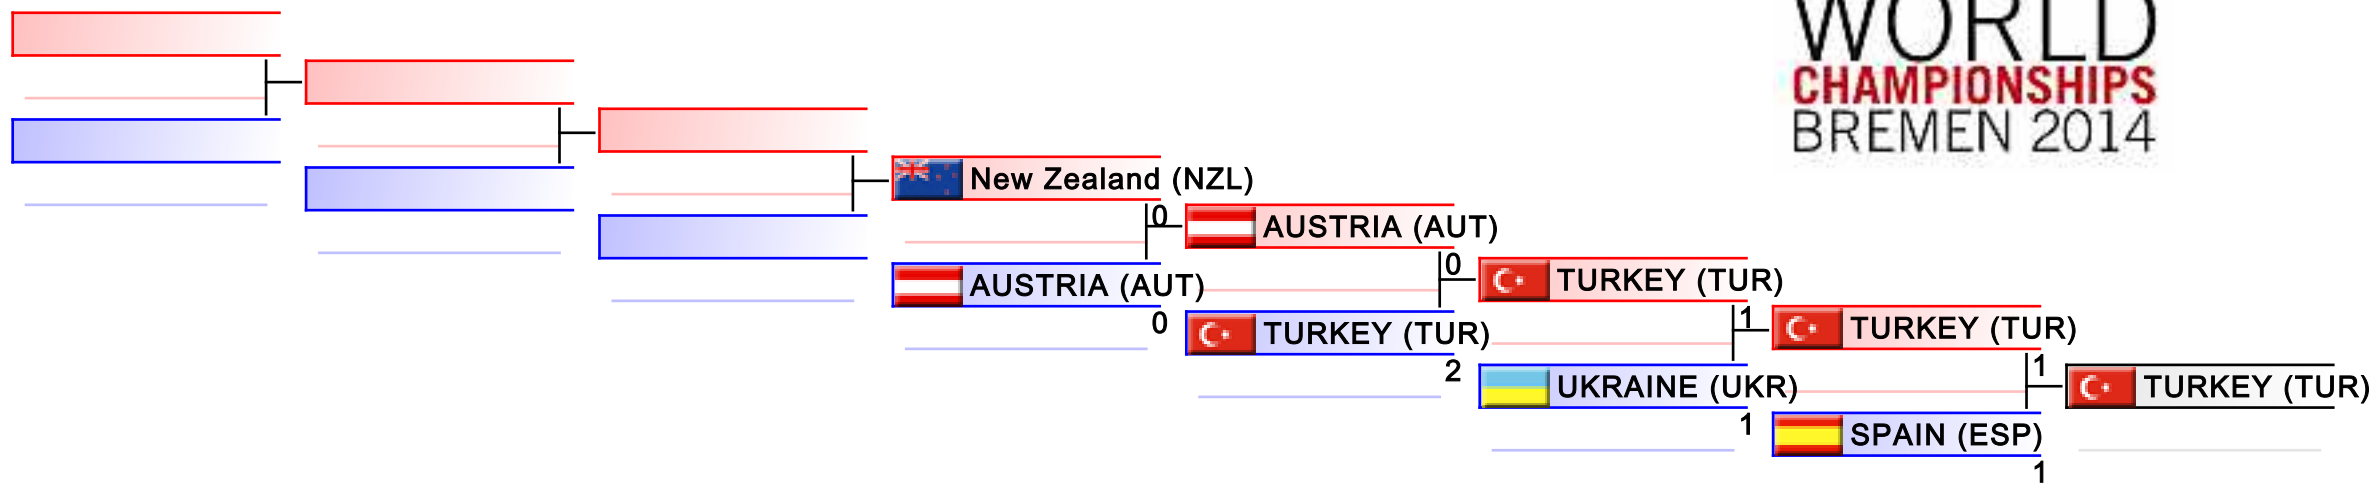 WORLD
CHAMPIONSHIPS
BREMEN 2014
New Zealand (NZL)
0
AUSTRIA (AUT)
0
AUSTRIA (AUT)
0
TURKEY (TUR)
2
TURKEY (TUR)
1
UKRAINE (UKR)
1
TURKEY (TUR)
1
SPAIN (ESP)
1
TURKEY (TUR)